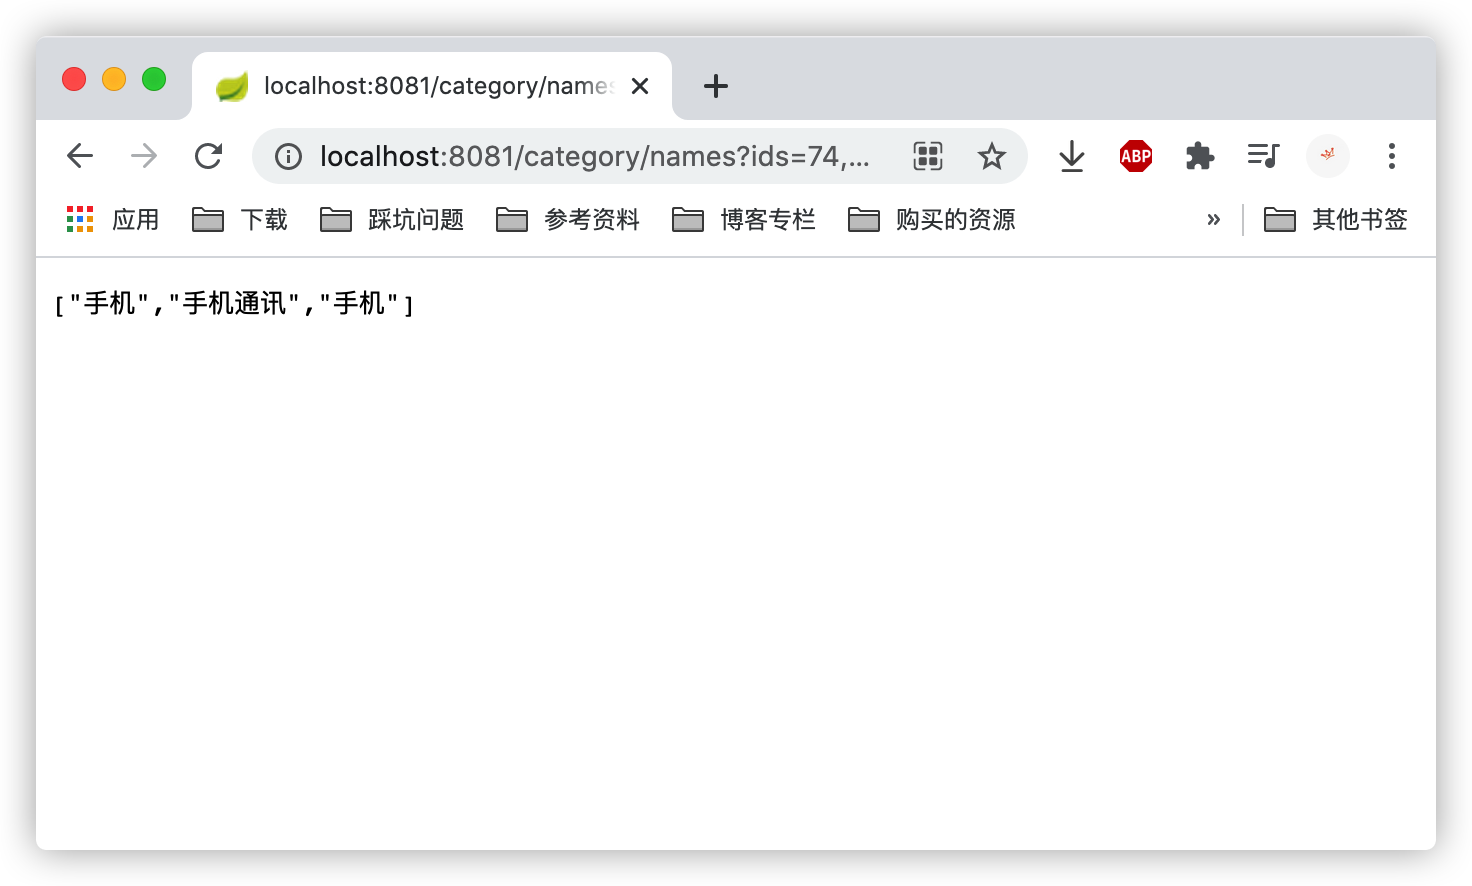 localhost:8081/category/names
localhost:8081/category/names?ids=74,...
ABP
应用 下载 踩坑问题 参考资料 博客专栏 购买的资源 » 其他书签
["手机","手机通讯","手机"]